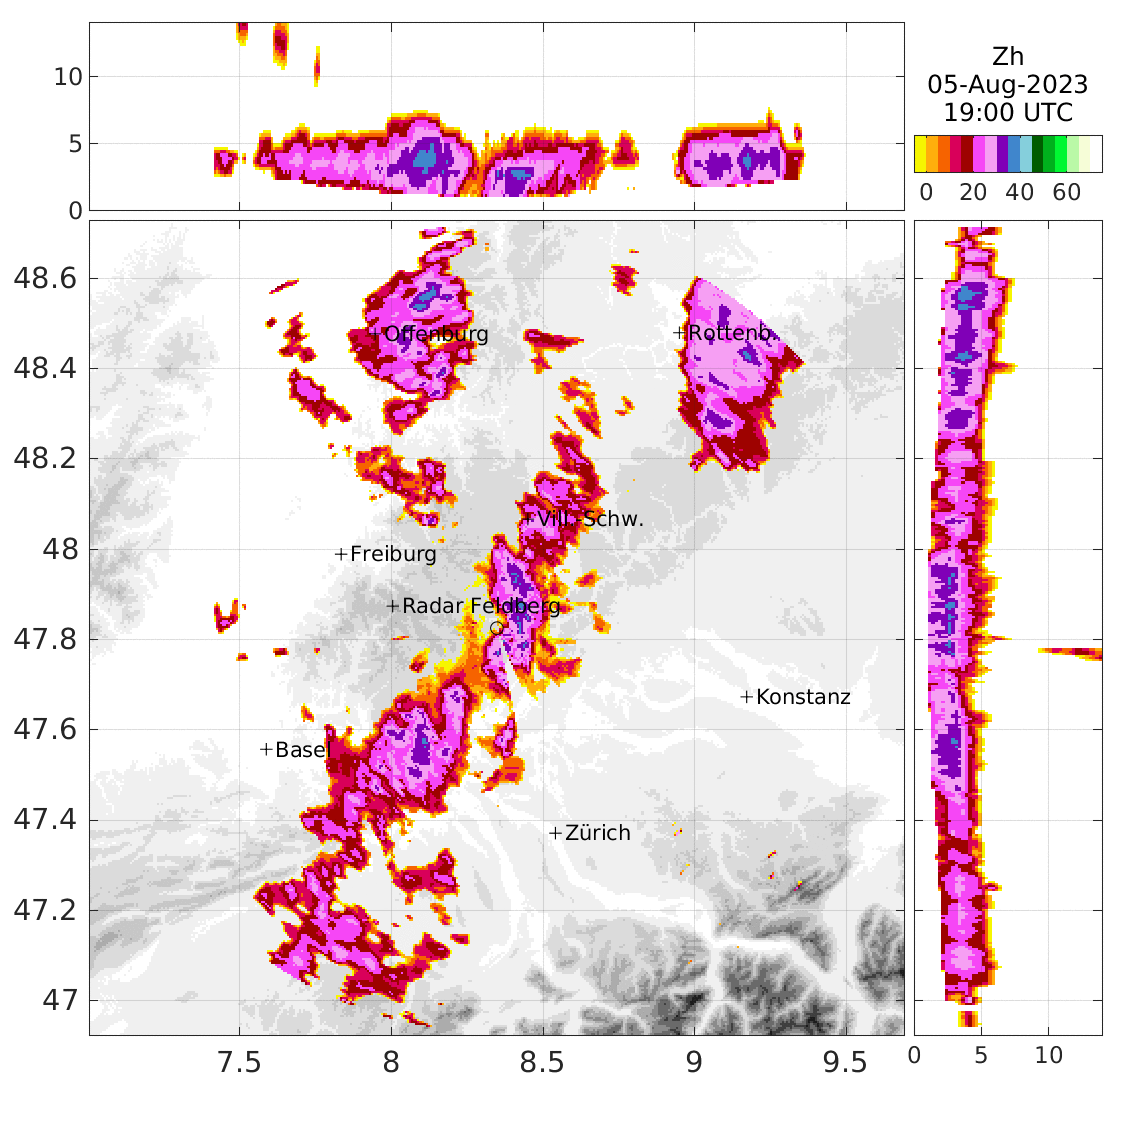 Zh
05-Aug-2023
19:00 UTC
0 20 40 60
10
5
0
48.6
48.4
48.2
48
47.8
47.6
47.4
47.2
47
Offenburg
Rottenb.
Vill.-Schw.
Freiburg
Radar Feldberg
Konstanz
Basel
Zürich
7.5 8 8.5 9 9.5
0 5 10